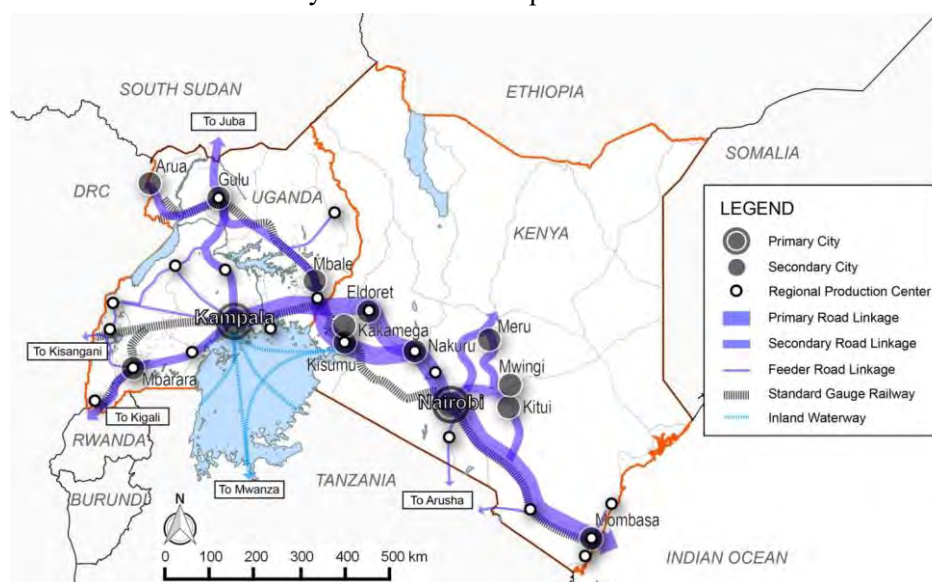 SOUTH SUDAN
ETHIOPIA
To Juba
SOMALIA
Arua
DRC
Gulu
UGANDA
LEGEND
Primary City
KENYA
Secondary City
Mbale
Regional Production Center
Eldoret
Primary Road Linkage
Kampala
Kakamega
Meru
Secondary Road Linkage
To Kisangani
Kisumu
Nakuru
Mwingi
Feeder Road Linkage
Mbarara
Nairobi
Kitui
Standard Gauge Railway
To Kigali
Inland Waterway
RWANDA
TANZANIA
To Mwanza
To Arusha
BURUNDI
Mombasa
N
INDIAN OCEAN
0 100 200 300 400 500 km